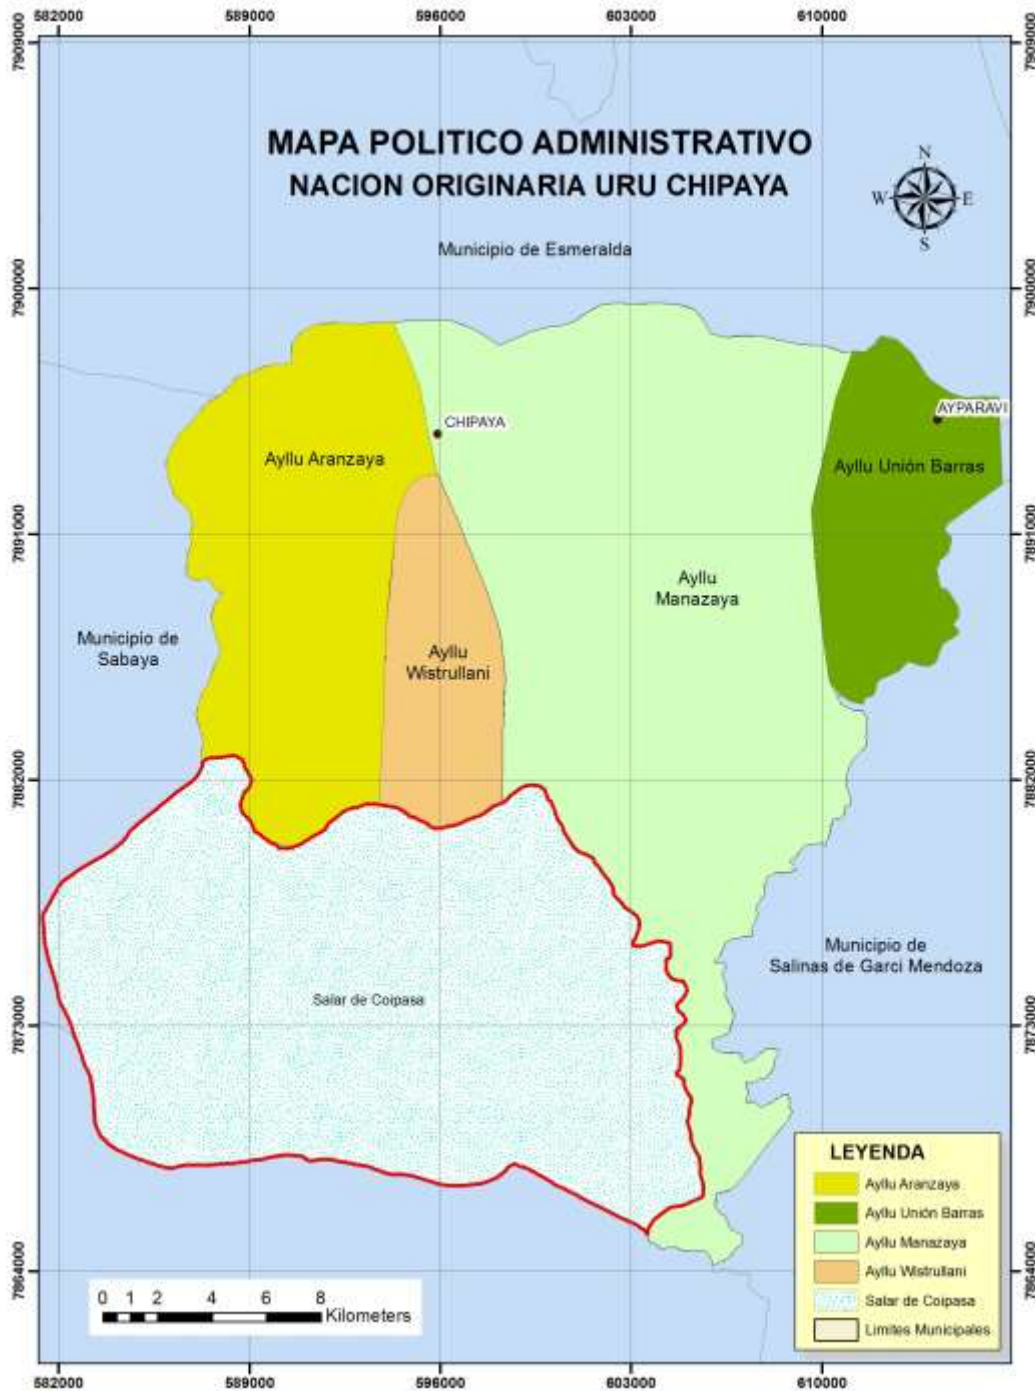 582000
589000
596000
603000
610000
7909000
7909000
MAPA POLITICO ADMINISTRATIVO
NACION ORIGINARIA URU CHIPAYA
N
W
E
S
Municipio de Esmeralda
7900000
7900000
CHIPAYA
AYPARAVI
Ayllu Aranzaya
Ayllu Unión Barras
7891000
7891000
Ayllu
Manazaya
Municipio de
Sabaya
Ayllu
Wistrullani
7882000
7882000
Municipio de
Salinas de Garci Mendoza
Salar de Coipasa
7873000
7873000
LEYENDA
Ayllu Aranzaya
Ayllu Unión Barras
Ayllu Manazaya
Ayllu Wistrullani
Salar de Coipasa
Limites Municipales
7864000
7864000
0 1 2 4 6 8
Kilometers
582000
589000
596000
603000
610000